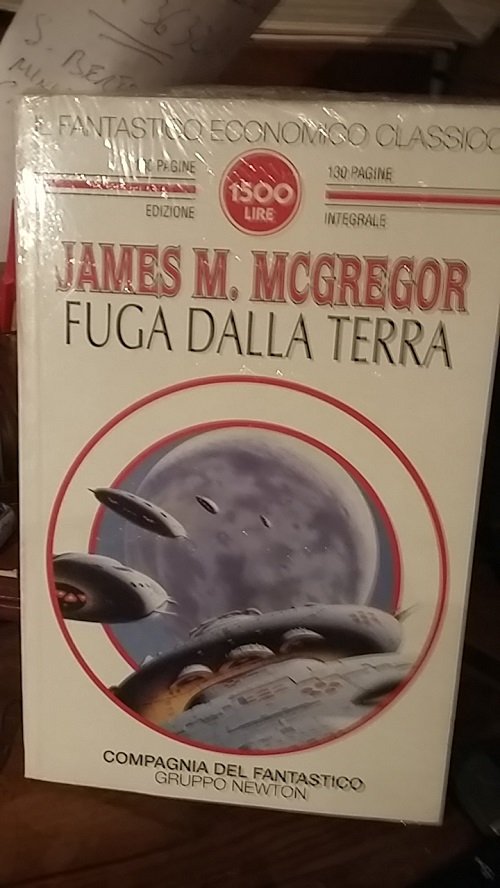 IL FANTASTICO ECONOMICO CLASSICO
PAGINE
1500
LIRE
130 PAGINE
EDIZIONE
INTEGRALE
JAMES M. MCGREGOR
FUGA DALLA TERRA
COMPAGNIA DEL FANTASTICO
GRUPPO NEWTON